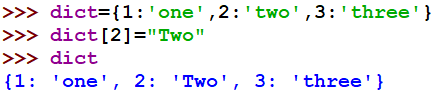 >>> dict={1:'one',2:'two',3:'three'}
>>> dict[2]="Two"
>>> dict
{1: 'one', 2: 'Two', 3: 'three'}